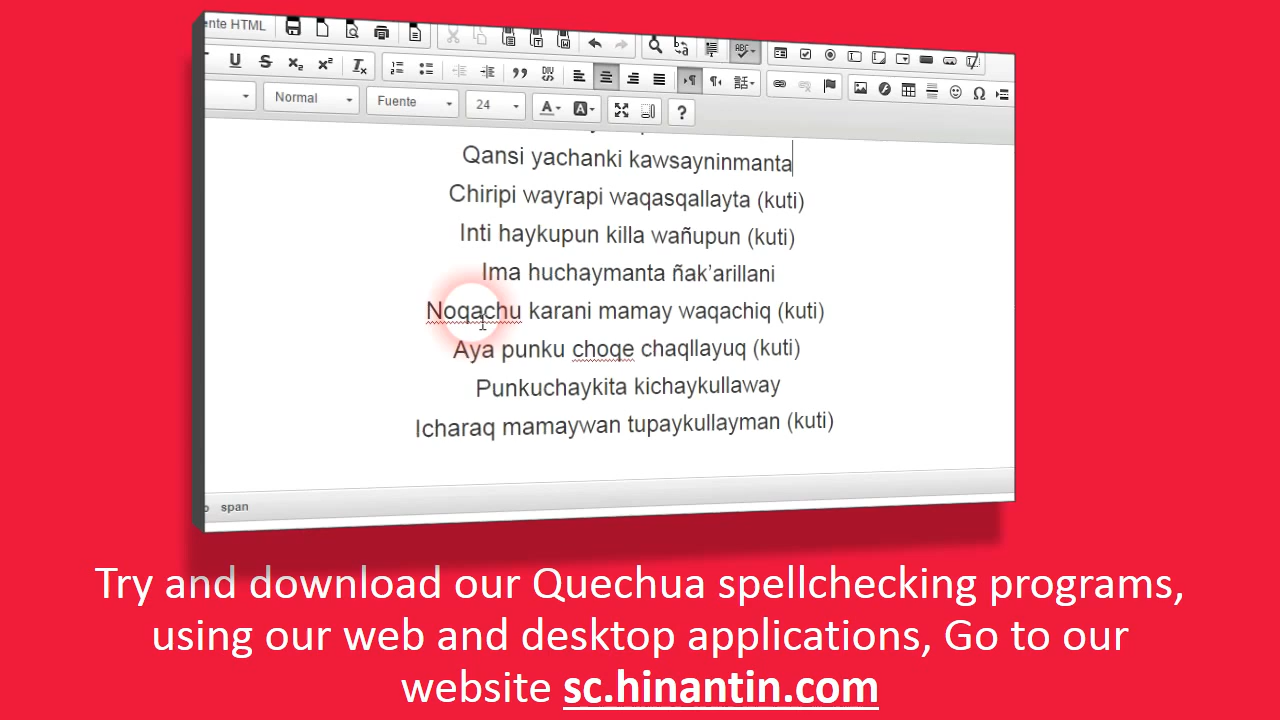 ente HTML
Normal Fuente 24 A A ?
Qansi yachanki kawsayninmanta
Chiripi wayrapi waqasqallayta (kuti)
Inti haykupun killa wañupun (kuti)
Ima huchaymanta ñak’arillani
Noqachu karani mamay waqachiq (kuti)
Aya punku choqe chaqllayuq (kuti)
Punkuchaykita kichaykullaway
Icharaq mamaywan tupaykullayman (kuti)
span
Try and download our Quechua spellchecking programs,
using our web and desktop applications, Go to our
website sc.hinantin.com